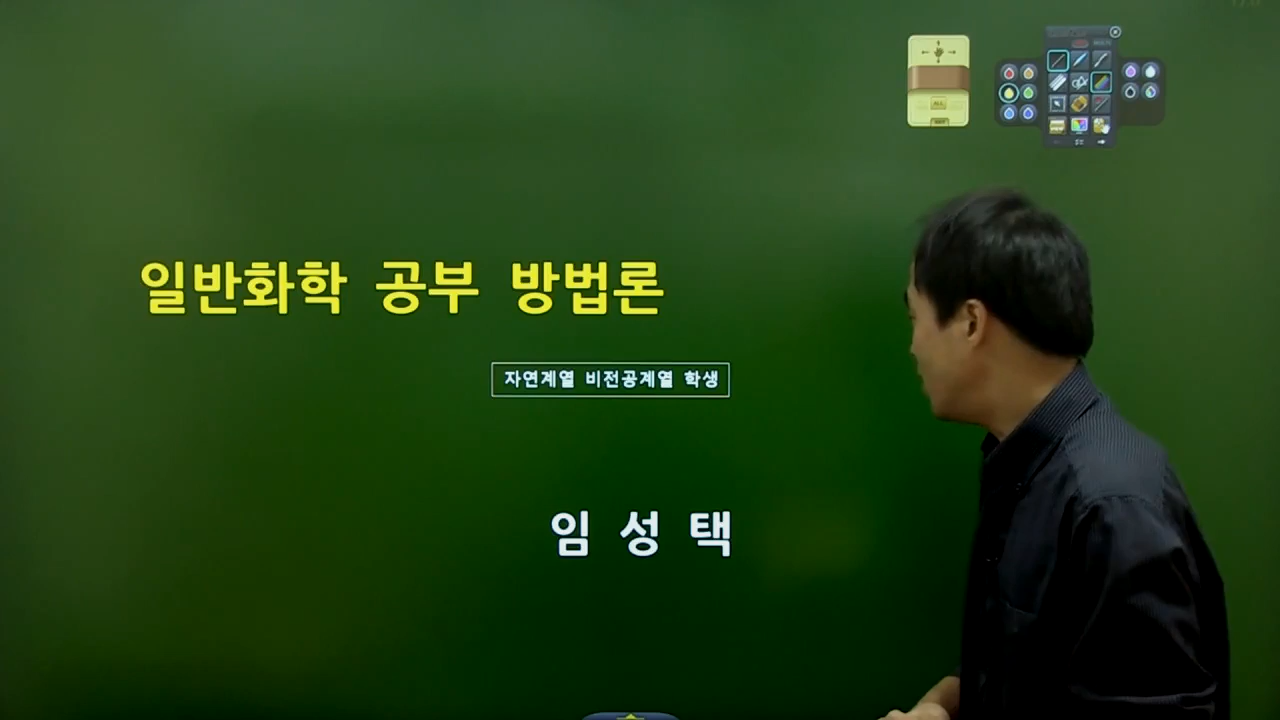 일반화학 공부 방법론
자연계열 비전공계열 학생
임 성 택